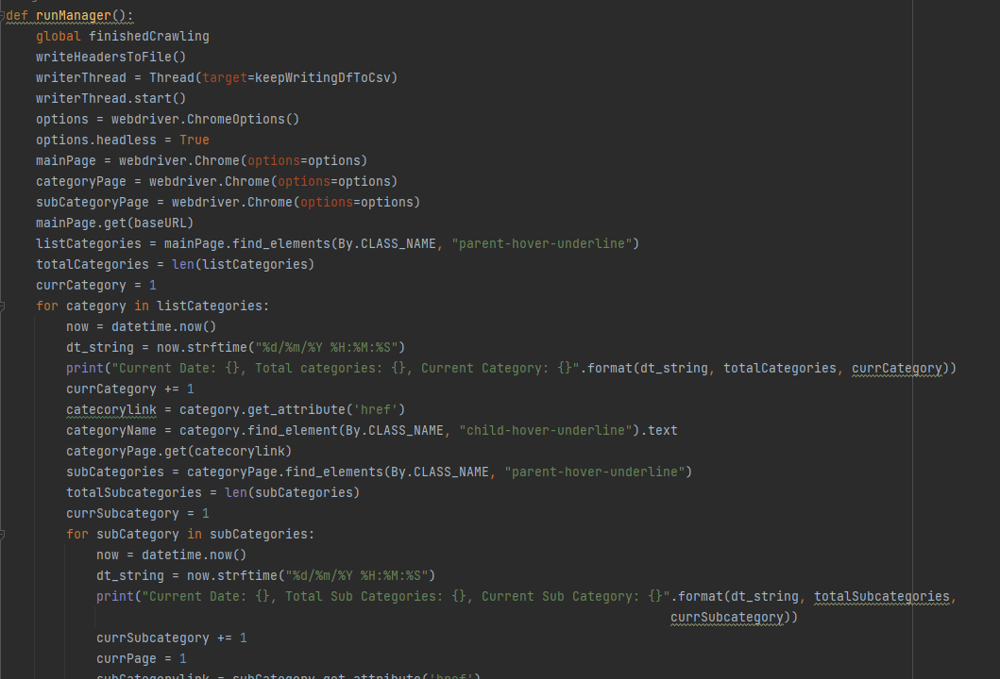 def runManager():
    global finishedCrawling
    writeHeadersToFile()
    writerThread = Thread(target=keepWritingDfToCsv)
    writerThread.start()
    options = webdriver.ChromeOptions()
    options.headless = True
    mainPage = webdriver.Chrome(options=options)
    categoryPage = webdriver.Chrome(options=options)
    subCategoryPage = webdriver.Chrome(options=options)
    mainPage.get(baseURL)
    listCategories = mainPage.find_elements(By.CLASS_NAME, "parent-hover-underline")
    totalCategories = len(listCategories)
    currCategory = 1
    for category in listCategories:
        now = datetime.now()
        dt_string = now.strftime("%d/%m/%Y %H:%M:%S")
        print("Current Date: {}, Total categories: {}, Current Category: {}".format(dt_string, totalCategories, currCategory))
        currCategory += 1
        catecorylink = category.get_attribute('href')
        categoryName = category.find_element(By.CLASS_NAME, "child-hover-underline").text
        categoryPage.get(catecorylink)
        subCategories = categoryPage.find_elements(By.CLASS_NAME, "parent-hover-underline")
        totalSubcategories = len(subCategories)
        currSubcategory = 1
        for subCategory in subCategories:
            now = datetime.now()
            dt_string = now.strftime("%d/%m/%Y %H:%M:%S")
            print("Current Date: {}, Total Sub Categories: {}, Current Sub Category: {}".format(dt_string, totalSubcategories,
                                                                                        currSubcategory))
            currSubcategory += 1
            currPage = 1
            subCategorylink = subCategory.get_attribute('href')